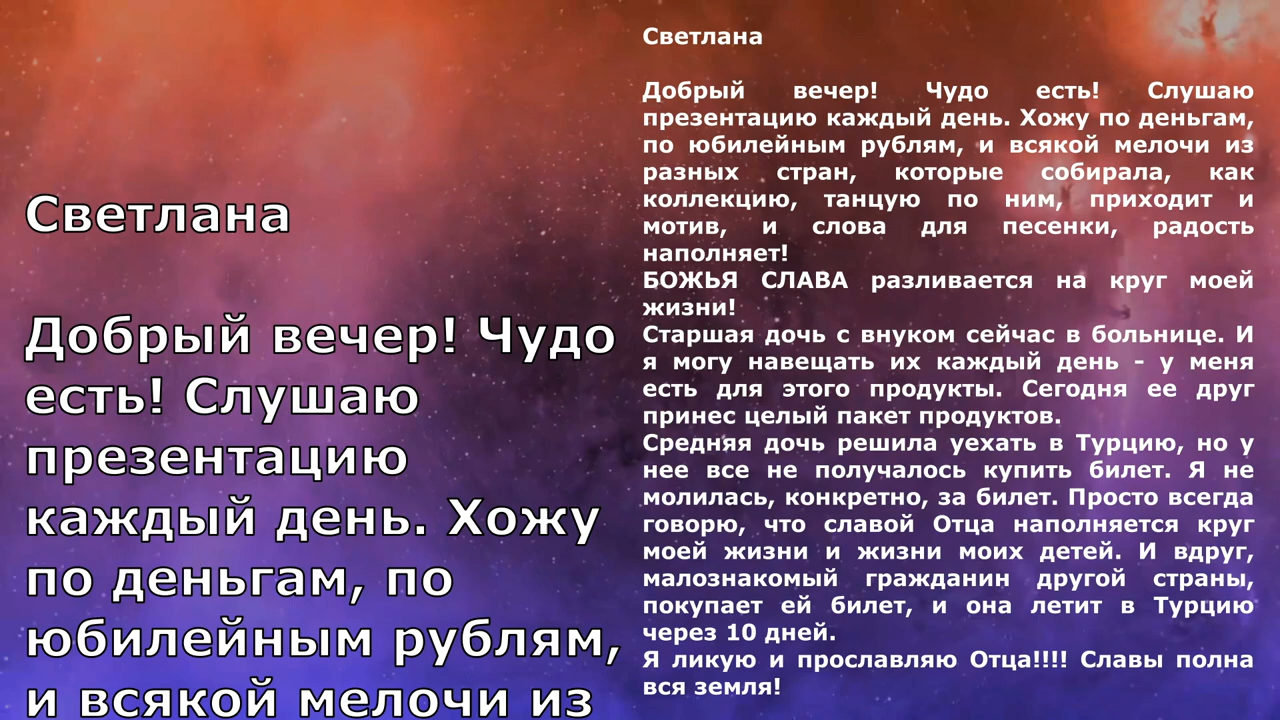 Светлана
Добрый вечер! Чудо
есть! Слушаю
презентацию
каждый день. Хожу
по деньгам, по
юбилейным рублям,
и всякой мелочи из
Светлана
Добрый вечер! Чудо есть! Слушаю
презентацию каждый день. Хожу по деньгам,
по юбилейным рублям, и всякой мелочи из
разных стран, которые собирала, как
коллекцию, танцую по ним, приходит и
мотив, и слова для песенки, радость
наполняет!
БОЖЬЯ СЛАВА разливается на круг моей
жизни!
Старшая дочь с внуком сейчас в больнице. И
я могу навещать их каждый день - у меня
есть для этого продукты. Сегодня ее друг
принес целый пакет продуктов.
Средняя дочь решила уехать в Турцию, но у
нее все не получалось купить билет. Я не
молилась, конкретно, за билет. Просто всегда
говорю, что славой Отца наполняется круг
моей жизни и жизни моих детей. И вдруг,
малознакомый гражданин другой страны,
покупает ей билет, и она летит в Турцию
через 10 дней.
Я ликую и прославляю Отца!!!! Славы полна
вся земля!